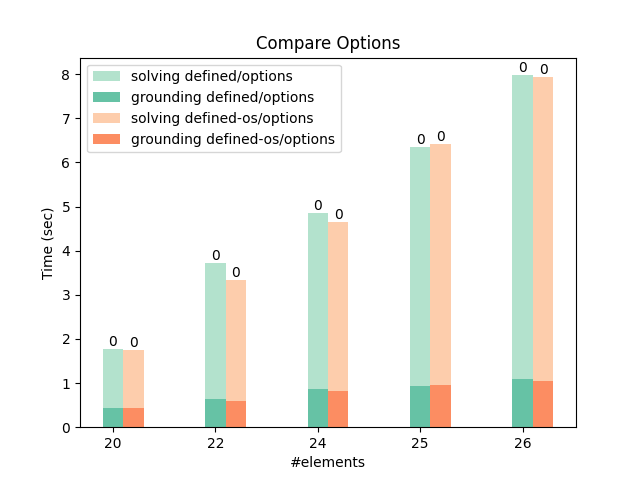 Compare Options
solving defined/options
grounding defined/options
solving defined-os/options
grounding defined-os/options
0 0
0 0
0 0
0 0
0 0
8
7
6
5
4
3
2
1
0
Time (sec)
20 22 24 25 26
#elements